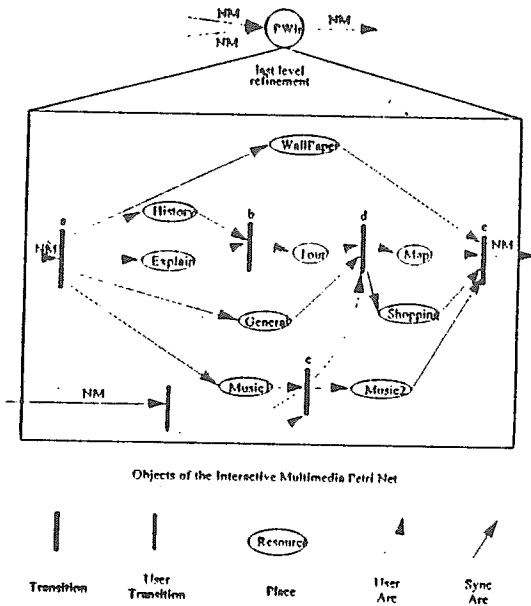 NM
NM
NM
PWin
last level
refinement
WallPaper
a
History
b
d
e
NM
Explain
Tour
Map1
NM
General
Shopping
c
Music1
Music2
NM
Objects of the Interactive Multimedia Petri Net
Resource
Transition
User
Transition
Place
User
Arc
Sync
Arc